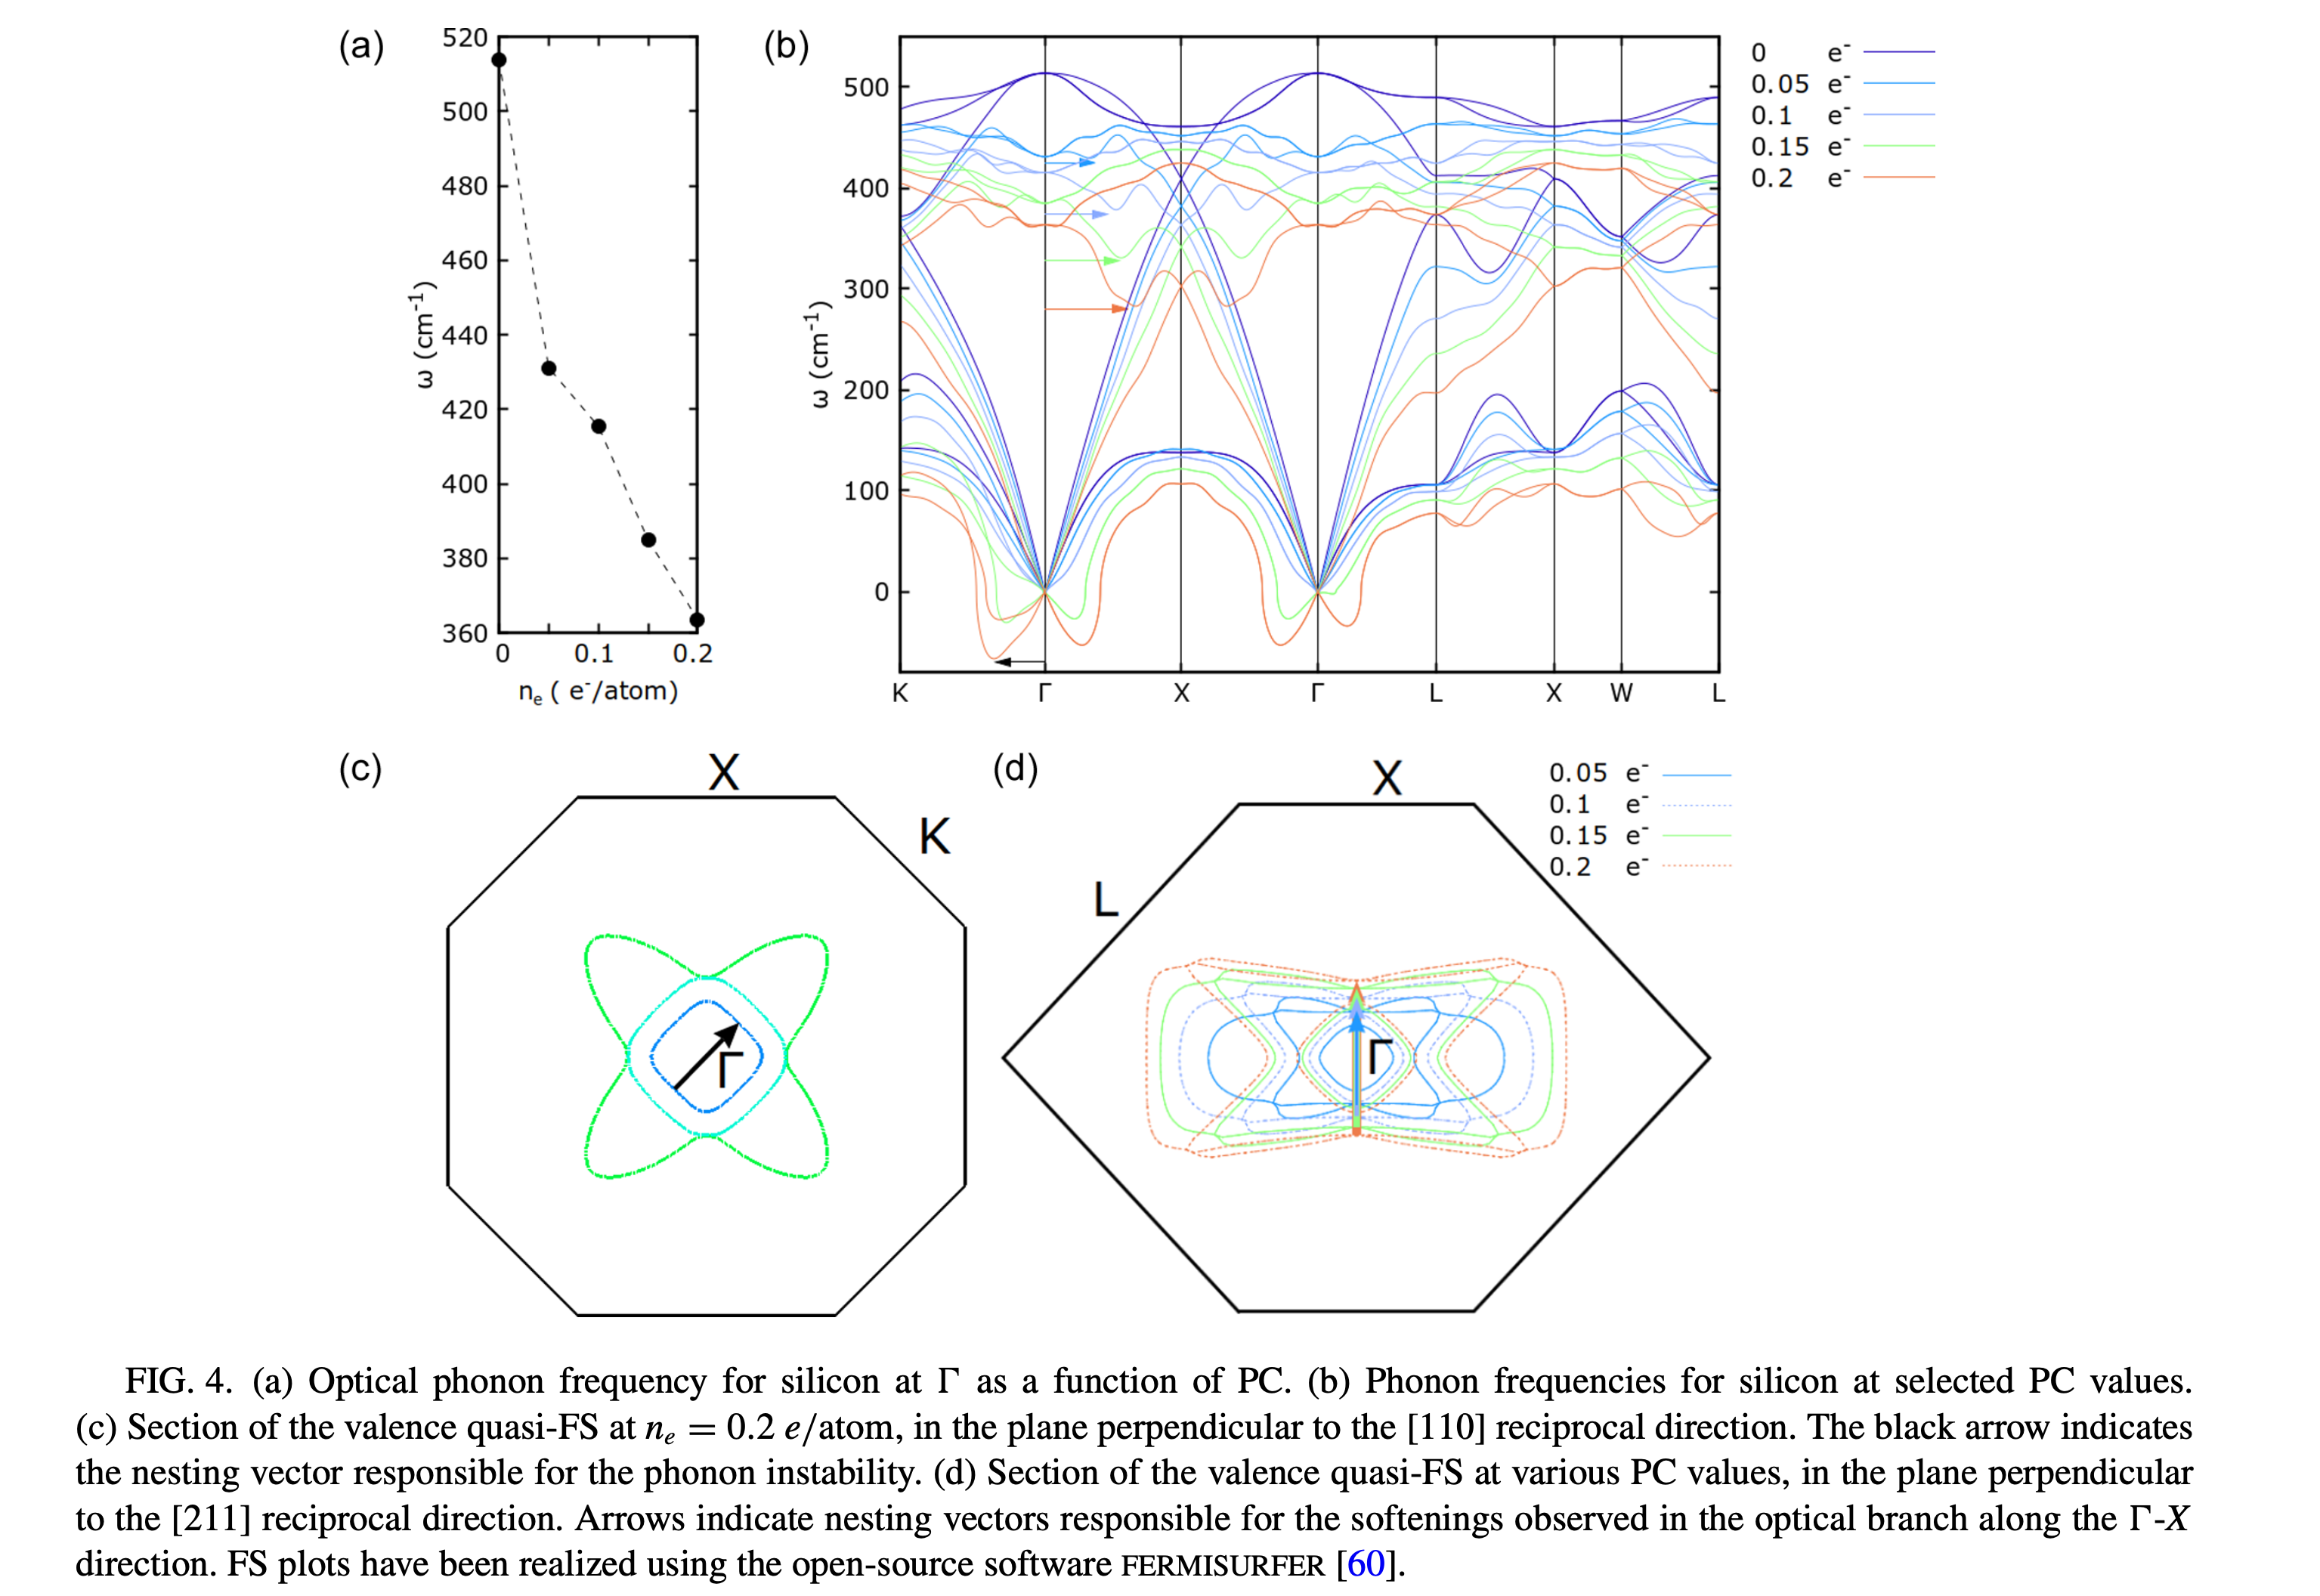 (a)
520
500
480
460
440
420
400
380
360
ω (cm⁻¹)
0 0.1 0.2
nₑ ( e⁻/atom)
(b)
500
400
300
200
100
0
ω (cm⁻¹)
K Γ X Γ L X W L
0 e⁻
0.05 e⁻
0.1 e⁻
0.15 e⁻
0.2 e⁻
(c)
X
K
Γ
(d)
X
L
Γ
0.05 e⁻
0.1 e⁻
0.15 e⁻
0.2 e⁻
FIG. 4. (a) Optical phonon frequency for silicon at Γ as a function of PC. (b) Phonon frequencies for silicon at selected PC values.
(c) Section of the valence quasi-FS at nₑ = 0.2 e/atom, in the plane perpendicular to the [110] reciprocal direction. The black arrow indicates
the nesting vector responsible for the phonon instability. (d) Section of the valence quasi-FS at various PC values, in the plane perpendicular
to the [211] reciprocal direction. Arrows indicate nesting vectors responsible for the softenings observed in the optical branch along the Γ-X
direction. FS plots have been realized using the open-source software FERMISURFER [60].